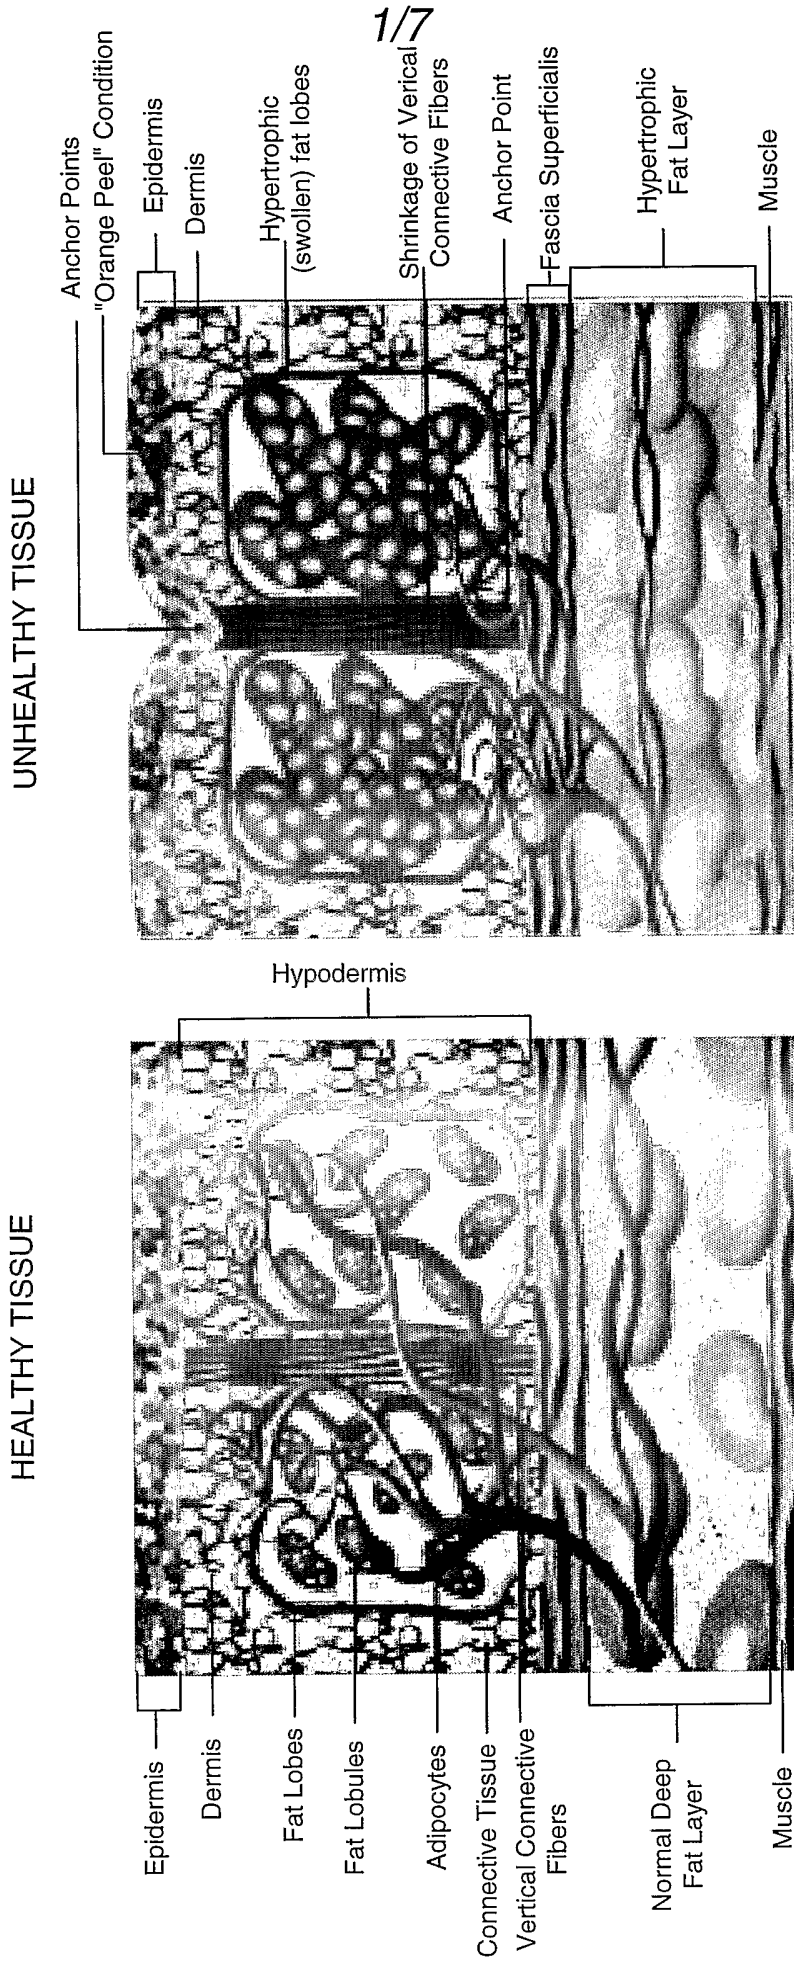 1/7
UNHEALTHY TISSUE
Anchor Points
"Orange Peel" Condition
Epidermis
Dermis
Hypertrophic
(swollen) fat lobes
Shrinkage of Verical
Connective Fibers
Anchor Point
Fascia Superficialis
Hypertrophic
Fat Layer
Muscle
HEALTHY TISSUE
Hypodermis
Epidermis
Dermis
Fat Lobes
Fat Lobules
Adipocytes
Connective Tissue
Vertical Connective
Fibers
Normal Deep
Fat Layer
Muscle